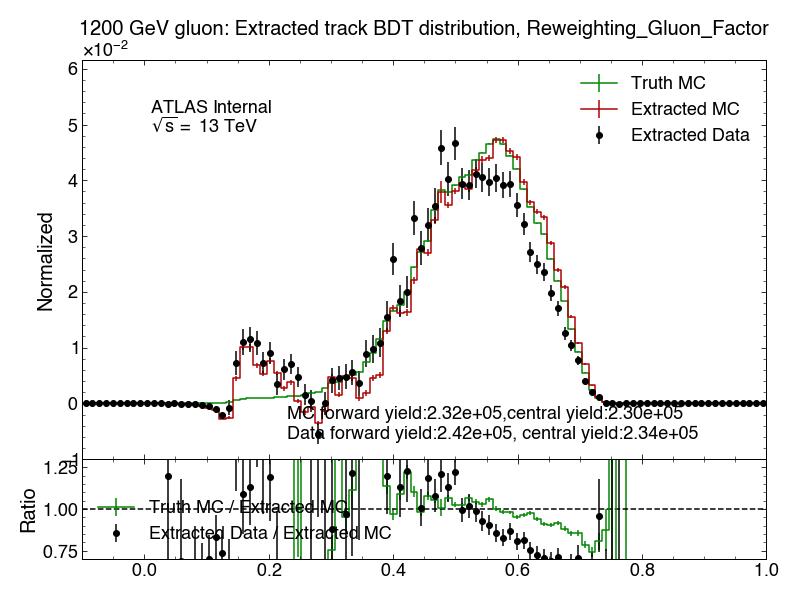 1200 GeV gluon: Extracted track BDT distribution, Reweighting_Gluon_Factor
×10⁻²
6
5
4
3
2
1
0
1
Normalized
ATLAS Internal
√s = 13 TeV
Truth MC
Extracted MC
Extracted Data
MC forward yield:2.32e+05,central yield:2.30e+05
Data forward yield:2.42e+05, central yield:2.34e+05
1.25
1.00
0.75
Ratio
Truth MC / Extracted MC
Extracted Data / Extracted MC
0.0 0.2 0.4 0.6 0.8 1.0